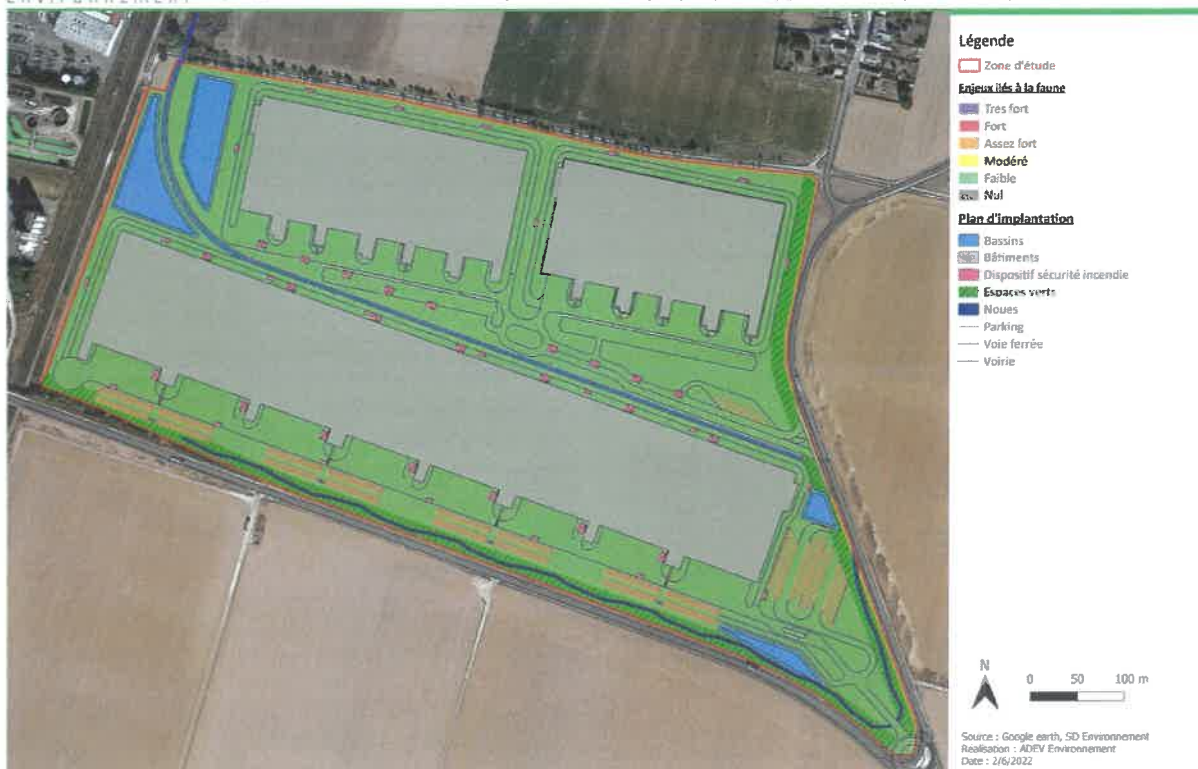 ENVIRONNEMENT
Légende
Zone d'étude
Enjeux liés à la faune
Très fort
Fort
Assez fort
Modéré
Faible
Nul
Plan d'implantation
Bassins
Bâtiments
Dispositif sécurité incendie
Espaces verts
Noues
Parking
Voie ferrée
Voirie
N
0 50 100 m
Source : Google earth, SD Environnement
Realisation : ADEV Environnement
Date : 2/6/2022